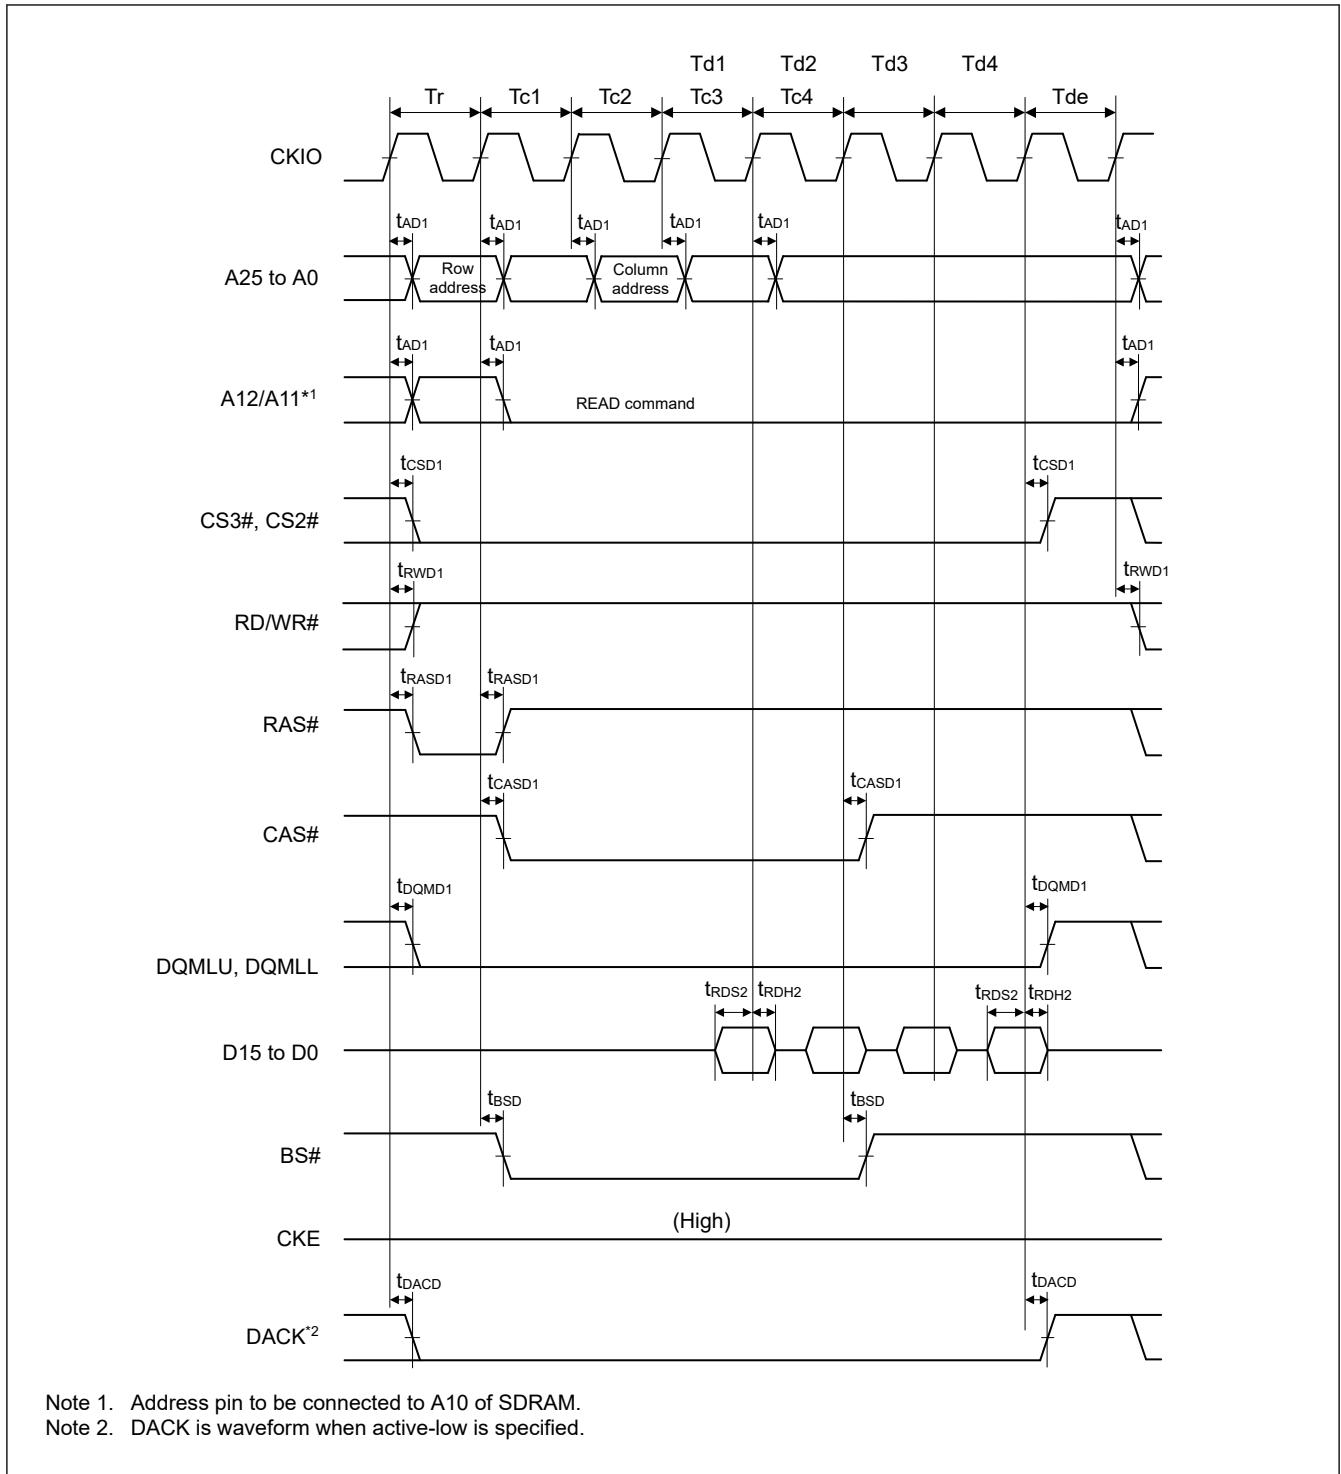 Td1 Td2 Td3 Td4
Tr Tc1 Tc2 Tc3 Tc4 Tde
CKIO
tAD1 tAD1 tAD1 tAD1 tAD1 tAD1
A25 to A0
Row
address
Column
address
tAD1 tAD1 tAD1
A12/A11*1
READ command
tCSD1 tCSD1
CS3#, CS2#
tRWD1 tRWD1
RD/WR#
tRASD1 tRASD1
RAS#
tCASD1 tCASD1
CAS#
tDQMD1 tDQMD1
DQMLU, DQMLL
tRDS2 tRDH2 tRDS2 tRDH2
D15 to D0
tBSD tBSD
BS#
(High)
CKE
tDACD tDACD
DACK*2
Note 1. Address pin to be connected to A10 of SDRAM.
Note 2. DACK is waveform when active-low is specified.